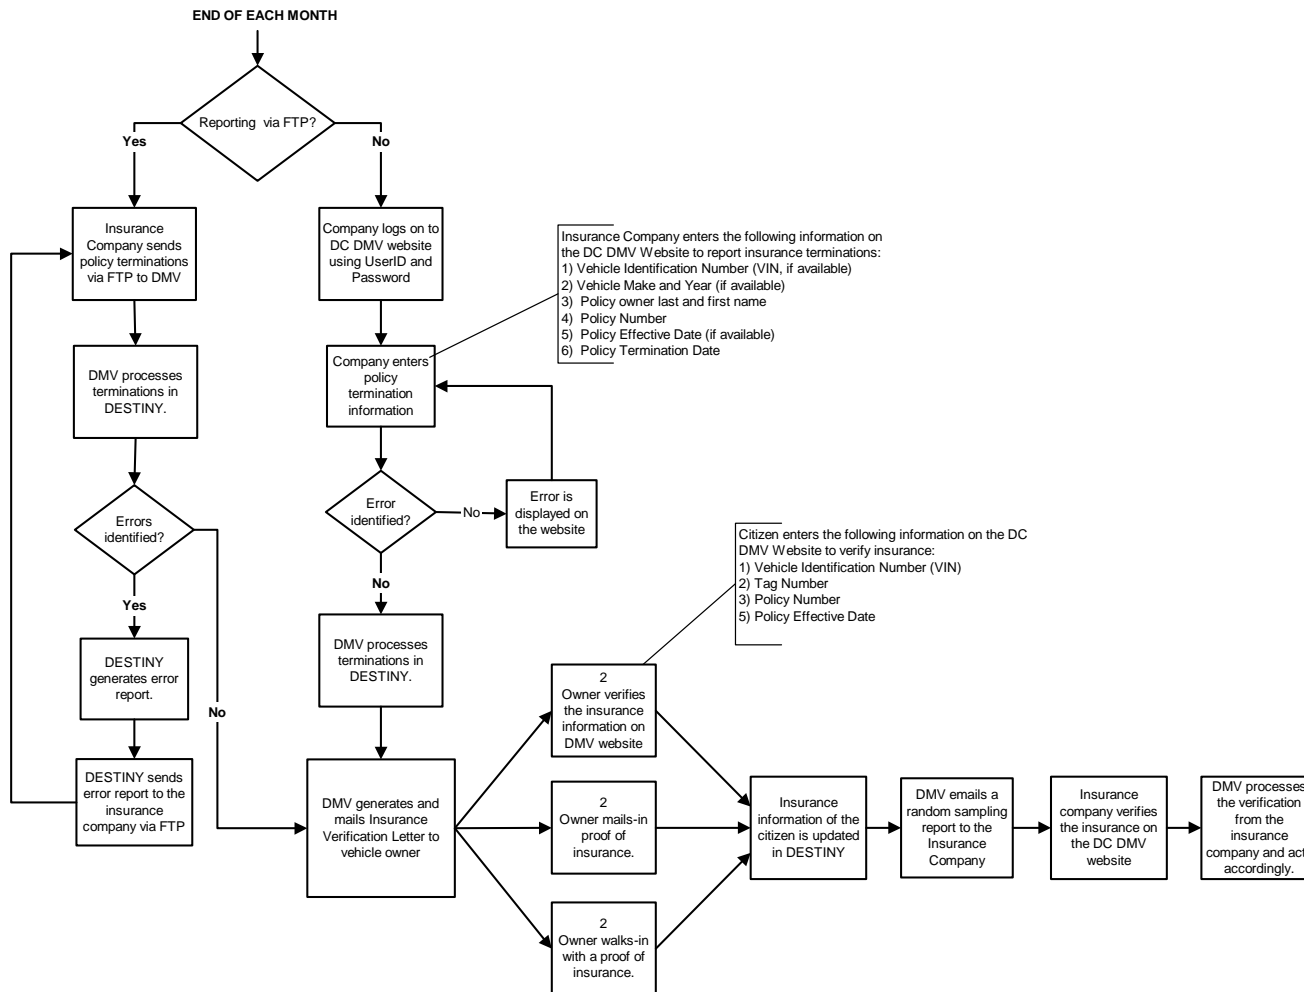 END OF EACH MONTH
Reporting via FTP?
Yes
No
Insurance
Company sends
policy terminations
via FTP to DMV
Company logs on to
DC DMV website
using UserID and
Password
Insurance Company enters the following information on
the DC DMV Website to report insurance terminations:
1) Vehicle Identification Number (VIN, if available)
2) Vehicle Make and Year (if available)
3) Policy owner last and first name
4) Policy Number
5) Policy Effective Date (if available)
6) Policy Termination Date
DMV processes
terminations in
DESTINY.
Company enters
policy
termination
information
Errors
identified?
Error
identified?
No
Error is
displayed on
the website
Citizen enters the following information on the DC
DMV Website to verify insurance:
1) Vehicle Identification Number (VIN)
2) Tag Number
3) Policy Number
5) Policy Effective Date
Yes
No
DESTINY
generates error
report.
No
DMV processes
terminations in
DESTINY.
2
Owner verifies
the insurance
information on
DMV website
DESTINY sends
error report to the
insurance
company via FTP
DMV generates and
mails Insurance
Verification Letter to
vehicle owner
2
Owner mails-in
proof of
insurance.
Insurance
information of the
citizen is updated
in DESTINY
DMV emails a
random sampling
report to the
Insurance
Company
Insurance
company verifies
the insurance on
the DC DMV
website
DMV processes
the verification
from the
insurance
company and act
accordingly.
2
Owner walks-in
with a proof of
insurance.